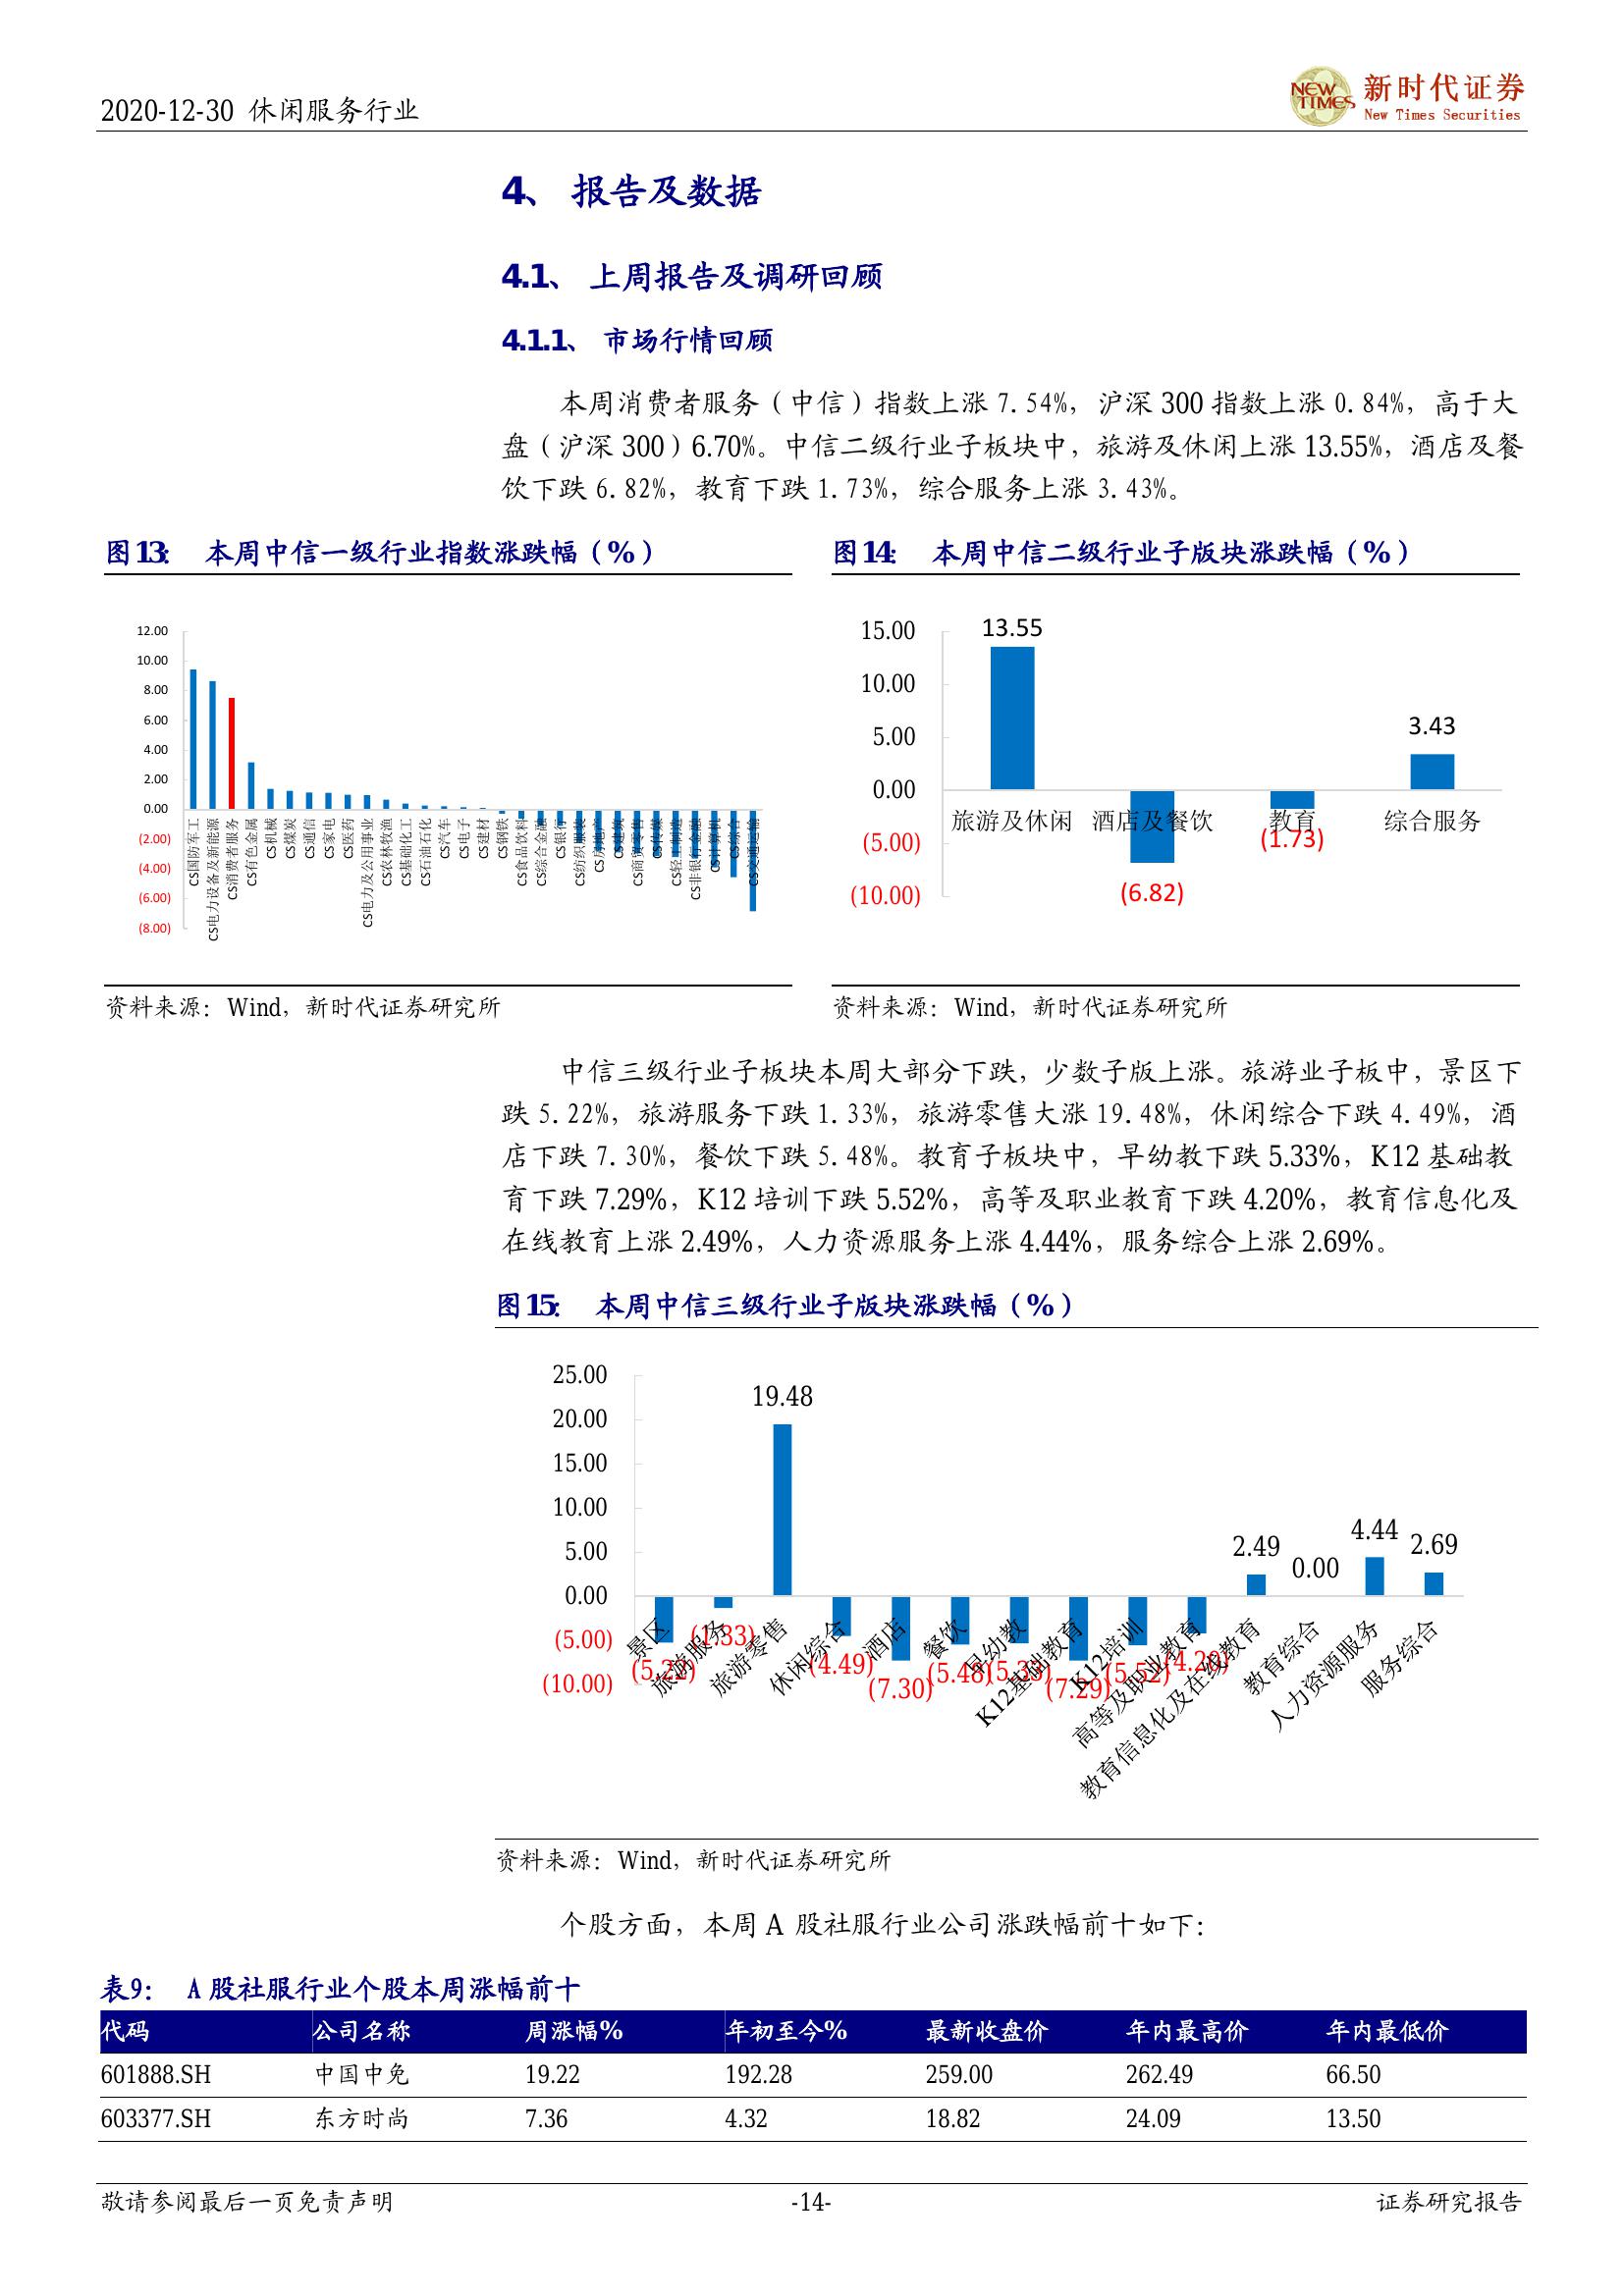 2020-12-30 休闲服务行业
NEW TIMES
新时代证券
New Times Securities
4、 报告及数据
4.1、 上周报告及调研回顾
4.1.1、 市场行情回顾
本周消费者服务（中信）指数上涨 7.54%，沪深 300 指数上涨 0.84%，高于大
盘（沪深 300）6.70%。中信二级行业子板块中，旅游及休闲上涨 13.55%，酒店及餐
饮下跌 6.82%，教育下跌 1.73%，综合服务上涨 3.43%。
图13： 本周中信一级行业指数涨跌幅（%）
12.00
10.00
8.00
6.00
4.00
2.00
0.00
(2.00)
(4.00)
(6.00)
(8.00)
CS国防军工
CS电力设备及新能源
CS消费者服务
CS有色金属
CS机械
CS煤炭
CS通信
CS家电
CS医药
CS电力及公用事业
CS农林牧渔
CS基础化工
CS石油石化
CS汽车
CS电子
CS建材
CS钢铁
CS食品饮料
CS综合金融
CS银行
CS纺织服装
CS房地产
CS建筑
CS商贸零售
CS传媒
CS轻工制造
CS非银行金融
CS计算机
CS综合
CS交通运输
资料来源：Wind，新时代证券研究所
图14： 本周中信二级行业子版块涨跌幅（%）
15.00
10.00
5.00
0.00
(5.00)
(10.00)
13.55
(6.82)
(1.73)
3.43
旅游及休闲
酒店及餐饮
教育
综合服务
资料来源：Wind，新时代证券研究所
中信三级行业子板块本周大部分下跌，少数子版上涨。旅游业子板中，景区下
跌 5.22%，旅游服务下跌 1.33%，旅游零售大涨 19.48%，休闲综合下跌 4.49%，酒
店下跌 7.30%，餐饮下跌 5.48%。教育子板块中，早幼教下跌 5.33%，K12 基础教
育下跌 7.29%，K12 培训下跌 5.52%，高等及职业教育下跌 4.20%，教育信息化及
在线教育上涨 2.49%，人力资源服务上涨 4.44%，服务综合上涨 2.69%。
图15： 本周中信三级行业子版块涨跌幅（%）
25.00
20.00
15.00
10.00
5.00
0.00
(5.00)
(10.00)
(5.22)
(1.33)
19.48
(4.49)
(7.30)
(5.48)
(5.33)
(7.29)
(5.52)
(4.20)
2.49
0.00
4.44
2.69
景区
旅游服务
旅游零售
休闲综合
酒店
餐饮
早幼教
K12基础教育
K12培训
高等及职业教育
教育信息化及在线教育
教育综合
人力资源服务
服务综合
资料来源：Wind，新时代证券研究所
个股方面，本周 A 股社服行业公司涨跌幅前十如下：
表9： A 股社服行业个股本周涨幅前十
代码 公司名称 周涨幅% 年初至今% 最新收盘价 年内最高价 年内最低价
601888.SH 中国中免 19.22 192.28 259.00 262.49 66.50
603377.SH 东方时尚 7.36 4.32 18.82 24.09 13.50
敬请参阅最后一页免责声明 -14- 证券研究报告